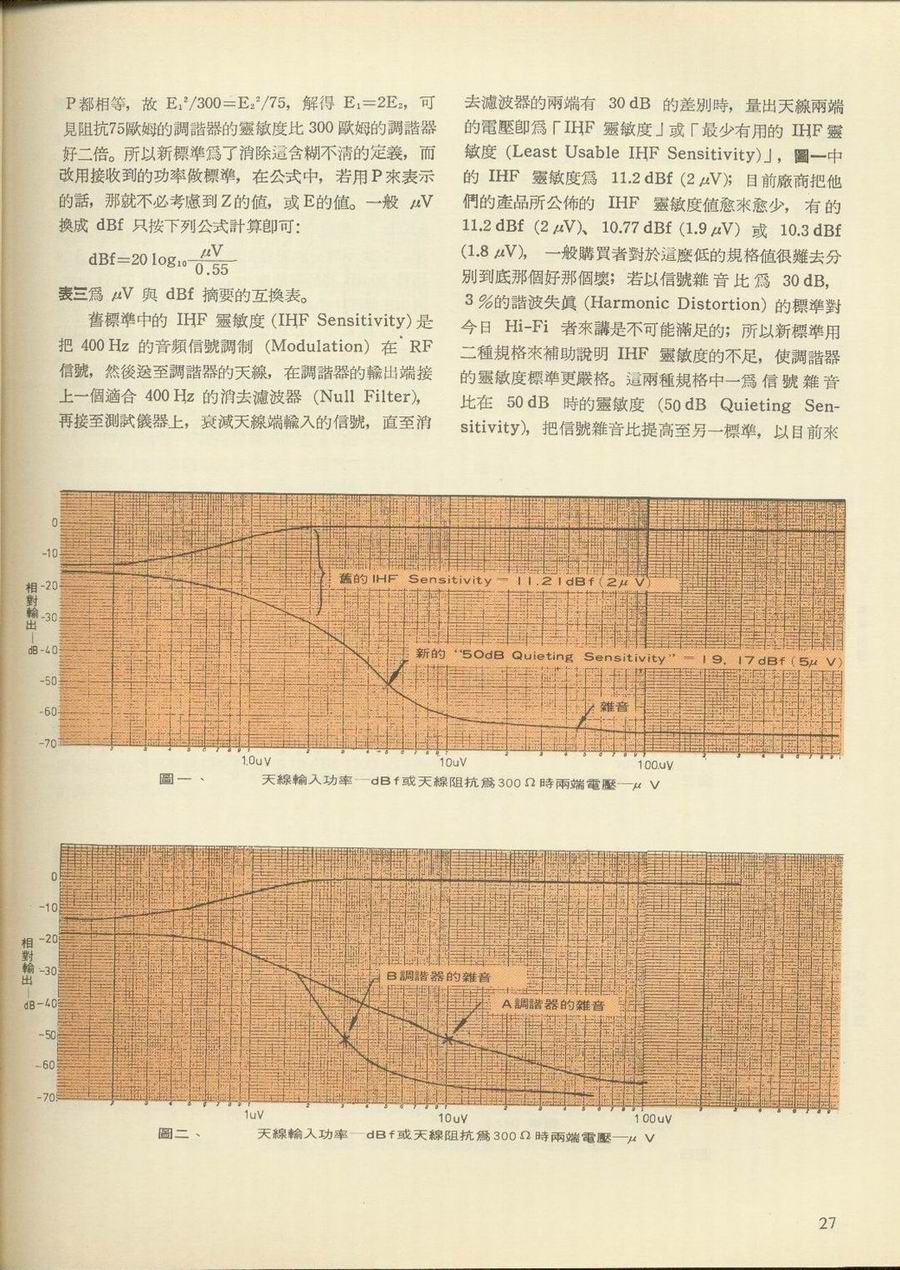 P都相等，故 E₁²/300＝E₂²/75，解得 E₁＝2E₂，可
見阻抗75歐姆的調諧器的靈敏度比 300 歐姆的調諧器
好二倍。所以新標準爲了消除這含糊不清的定義，而
改用接收到的功率做標準，在公式中，若用P來表示
的話，那就不必考慮到Z的值，或E的值。一般 μV
換成 dBf 只按下列公式計算卽可：
dBf＝20 log₁₀ μV/0.55
表三爲 μV 與 dBf 摘要的互換表。
舊標準中的 IHF 靈敏度 (IHF Sensitivity) 是
把 400 Hz 的音頻信號調制 (Modulation) 在 RF
信號，然後送至調諧器的天線，在調諧器的輸出端接
上一個適合 400 Hz 的消去濾波器 (Null Filter)，
再接至測試儀器上，衰減天線端輸入的信號，直至消
去濾波器的兩端有 30 dB 的差別時，量出天線兩端
的電壓卽爲「IHF 靈敏度」或「最少有用的 IHF 靈
敏度 (Least Usable IHF Sensitivity)」，圖一中
的 IHF 靈敏度爲 11.2 dBf (2 μV)；目前廠商把他
們的產品所公佈的 IHF 靈敏度值愈來愈少，有的
11.2 dBf (2 μV)、10.77 dBf (1.9 μV) 或 10.3 dBf
(1.8 μV)，一般購買者對於這麼低的規格值很難去分
別到底那個好那個壞；若以信號雜音比爲 30 dB，
3 %的諧波失眞 (Harmonic Distortion) 的標準對
今日 Hi-Fi 者來講是不可能滿足的；所以新標準用
二種規格來補助說明 IHF 靈敏度的不足，使調諧器
的靈敏度標準更嚴格。這兩種規格中一爲信號雜音
比在 50 dB 時的靈敏度 (50 dB Quieting Sen-
sitivity)，把信號雜音比提高至另一標準，以目前來
0
-10
-20
-30
-40
-50
-60
-70
相對輸出—dB
舊的 IHF Sensitivity — 11.21dBf (2μ V)
新的 "50dB Quieting Sensitivity" — 19.17dBf (5μ V)
雜音
1.0uV 10uV 100uV
圖一、 天線輸入功率—dBf或天線阻抗爲300Ω時兩端電壓—μ V
0
-10
-20
-30
-40
-50
-60
-70
相對輸出—dB
B調諧器的雜音
A調諧器的雜音
1uV 10uV 100uV
圖二、 天線輸入功率—dBf或天線阻抗爲300Ω時兩端電壓—μ V
27